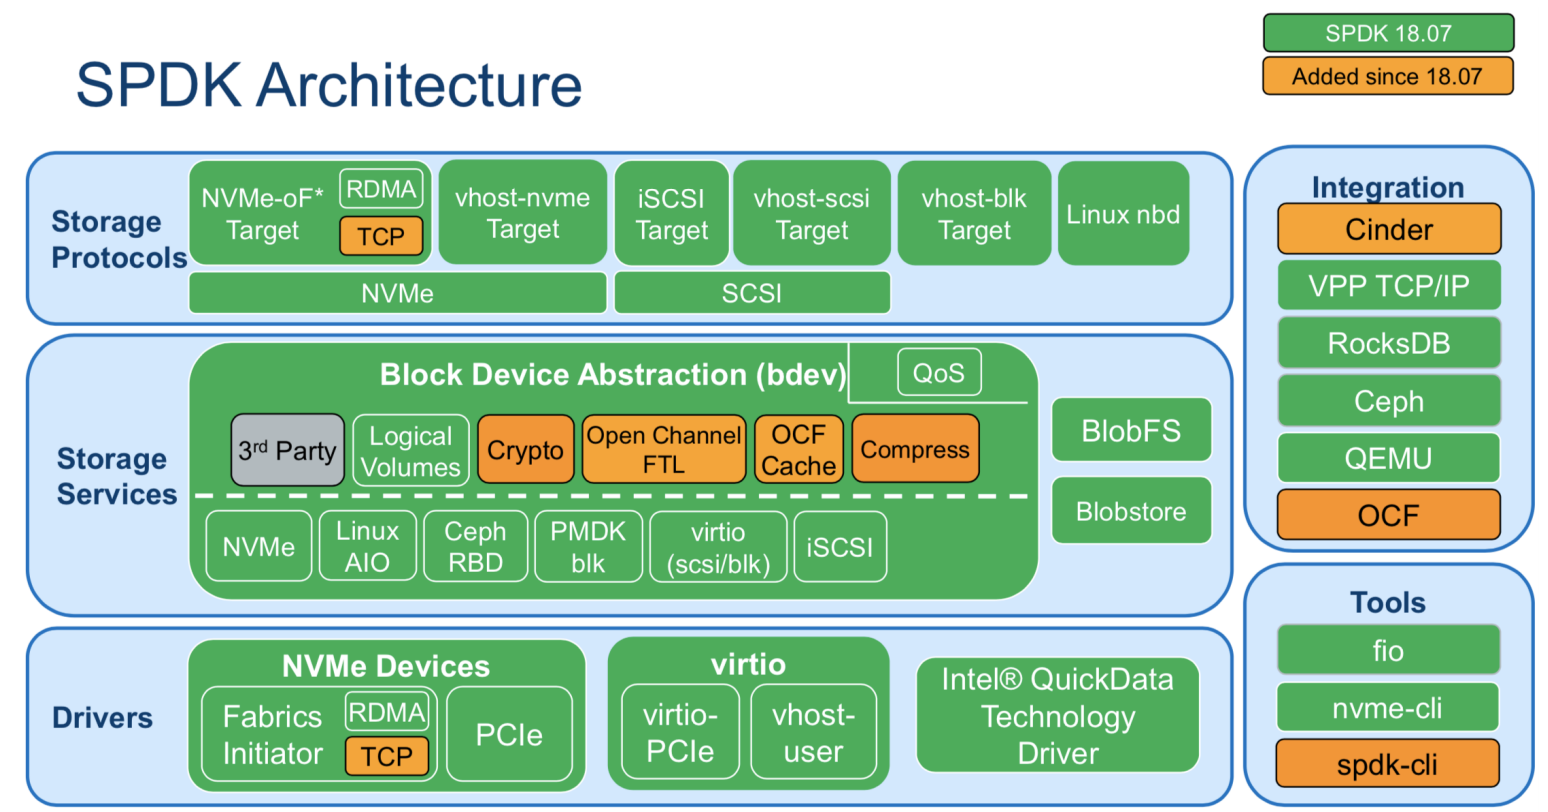 SPDK 18.07
Added since 18.07
SPDK Architecture
Storage
Protocols
NVMe-oF*
Target
RDMA
TCP
vhost-nvme
Target
iSCSI
Target
vhost-scsi
Target
vhost-blk
Target
Linux nbd
NVMe
SCSI
Storage
Services
Block Device Abstraction (bdev)
QoS
3rd Party
Logical
Volumes
Crypto
Open Channel
FTL
OCF
Cache
Compress
NVMe
Linux
AIO
Ceph
RBD
PMDK
blk
virtio
(scsi/blk)
iSCSI
BlobFS
Blobstore
Drivers
NVMe Devices
Fabrics
Initiator
RDMA
TCP
PCIe
virtio
virtio-
PCIe
vhost-
user
Intel® QuickData
Technology
Driver
Integration
Cinder
VPP TCP/IP
RocksDB
Ceph
QEMU
OCF
Tools
fio
nvme-cli
spdk-cli